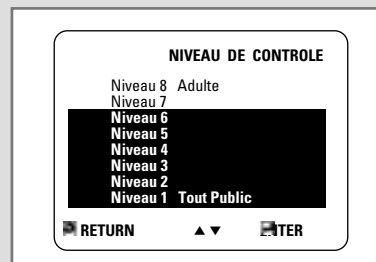 NIVEAU DE CONTROLE
Niveau 8 Adulte
Niveau 7
Niveau 6
Niveau 5
Niveau 4
Niveau 3
Niveau 2
Niveau 1 Tout Public
RETURN ▲ ▼